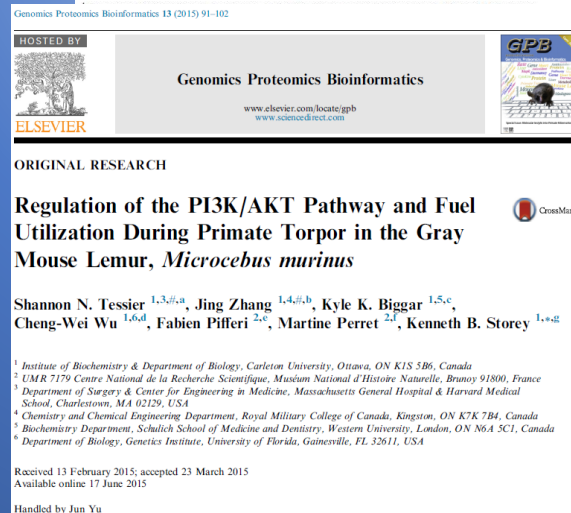 Genomics Proteomics Bioinformatics 13 (2015) 91–102
HOSTED BY
ELSEVIER
Genomics Proteomics Bioinformatics
www.elsevier.com/locate/gpb
www.sciencedirect.com
GPB
ORIGINAL RESEARCH
Regulation of the PI3K/AKT Pathway and Fuel
Utilization During Primate Torpor in the Gray
Mouse Lemur, Microcebus murinus
CrossMar
Shannon N. Tessier 1,3,#,a, Jing Zhang 1,4,#,b, Kyle K. Biggar 1,5,c,
Cheng-Wei Wu 1,6,d, Fabien Pifferi 2,e, Martine Perret 2,f, Kenneth B. Storey 1,*,g
1 Institute of Biochemistry & Department of Biology, Carleton University, Ottawa, ON K1S 5B6, Canada
2 UMR 7179 Centre National de la Recherche Scientifique, Muséum National d'Histoire Naturelle, Brunoy 91800, France
3 Department of Surgery & Center for Engineering in Medicine, Massachusetts General Hospital & Harvard Medical
School, Charlestown, MA 02129, USA
4 Chemistry and Chemical Engineering Department, Royal Military College of Canada, Kingston, ON K7K 7B4, Canada
5 Biochemistry Department, Schulich School of Medicine and Dentistry, Western University, London, ON N6A 5C1, Canada
6 Department of Biology, Genetics Institute, University of Florida, Gainesville, FL 32611, USA
Received 13 February 2015; accepted 23 March 2015
Available online 17 June 2015
Handled by Jun Yu